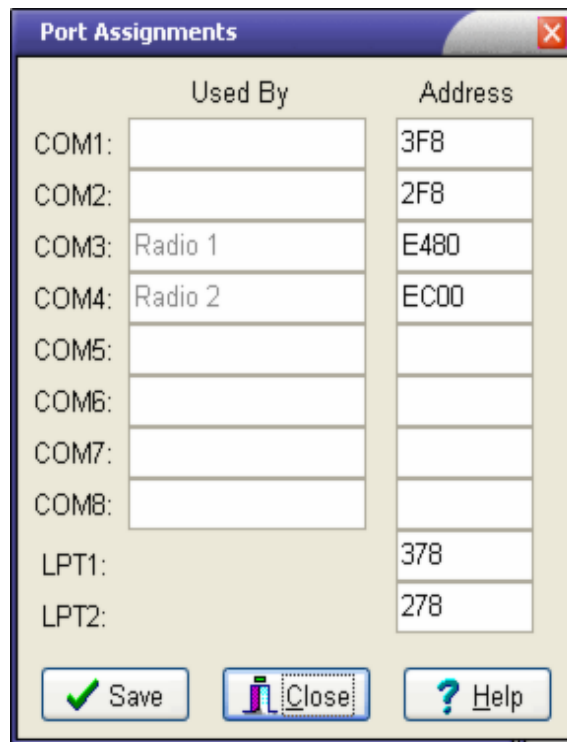 Port Assignments
Used By Address
COM1: 3F8
COM2: 2F8
COM3: Radio 1 E480
COM4: Radio 2 EC00
COM5:
COM6:
COM7:
COM8:
LPT1: 378
LPT2: 278
Save Close ? Help